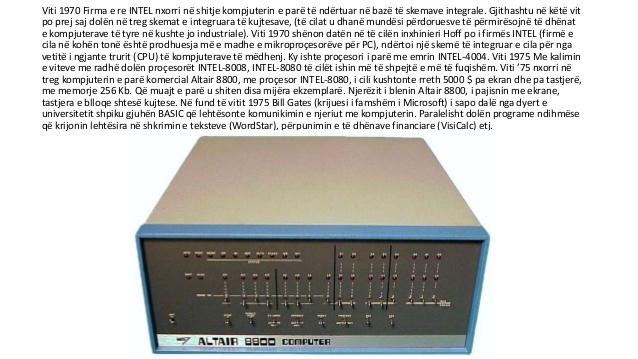 Viti 1970 Firma e re INTEL nxorri në shitje kompjuterin e parë të ndërtuar në bazë të skemave integrale. Gjithashtu në këtë vit
po prej saj dolën në treg skemat e integruara të kujtesave, (të cilat u dhanë mundësi përdoruesve të përmirësojnë të dhënat
e kompjuterave të tyre në kushte jo industriale). Viti 1970 shënon datën në të cilën inxhinieri Hoff po i firmës INTEL (firmë e
cila në kohën tonë është prodhuesja më e madhe e mikroproçesorëve për PC), ndërtoj një skemë të integruar e cila për nga
vetitë i ngjante trurit (CPU) të kompjuterave të mëdhenj. Ky ishte proçesori i parë me emrin INTEL-4004. Viti 1975 Me kalimin
e viteve me radhë dolën proçesorët INTEL-8008, INTEL-8080 të cilët ishin më të shpejtë e më të fuqishëm. Viti ‘75 nxorri në
treg kompjuterin e parë komercial Altair 8800, me proçesor INTEL-8080, i cili kushtonte rreth 5000 $ pa ekran dhe pa tastjerë,
me memorje 256 Kb. Që muajt e parë u shiten disa mijëra ekzemplarë. Njerëzit i blenin Altair 8800, i pajisnin me ekrane,
tastjera e blloqe shtesë kujtese. Në fund të vitit 1975 Bill Gates (krijuesi i famshëm i Microsoft) i sapo dalë nga dyert e
universitetit shpiku gjuhën BASIC që lehtësonte komunikimin e njeriut me kompjuterin. Paralelisht dolën programe ndihmëse
që krijonin lehtësira në shkrimin e teksteve (WordStar), përpunimin e të dhënave financiare (VisiCalc) etj.
ALTAIR 8800 COMPUTER